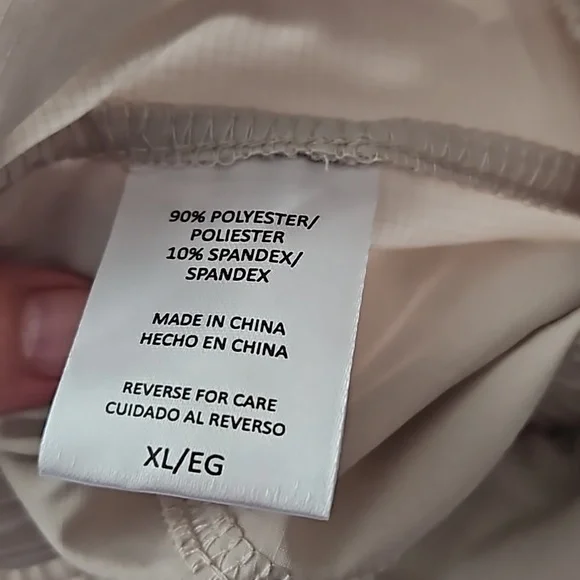 90% POLYESTER/
POLIESTER
10% SPANDEX/
SPANDEX
MADE IN CHINA
HECHO EN CHINA
REVERSE FOR CARE
CUIDADO AL REVERSO
XL/EG